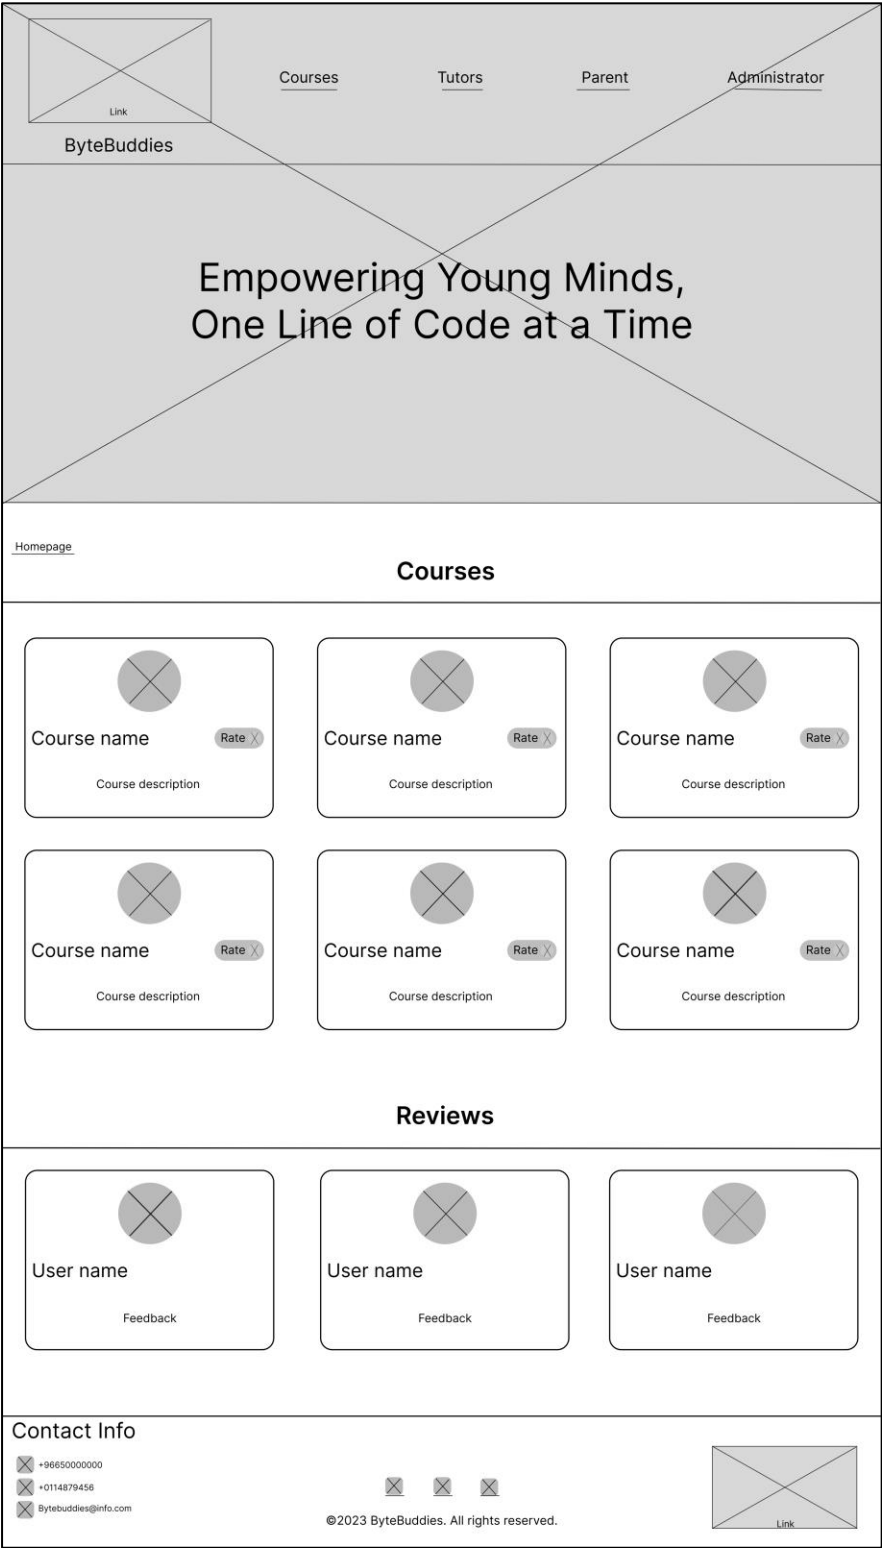 Courses Tutors Parent Administrator
Link
ByteBuddies
Empowering Young Minds,
One Line of Code at a Time
Homepage
Courses
Course name Rate Course name Rate Course name Rate
Course description Course description Course description
Course name Rate Course name Rate Course name Rate
Course description Course description Course description
Reviews
User name User name User name
Feedback Feedback Feedback
Contact Info
+96650000000
+0114879456
Bytebuddies@info.com
©2023 ByteBuddies. All rights reserved.
Link